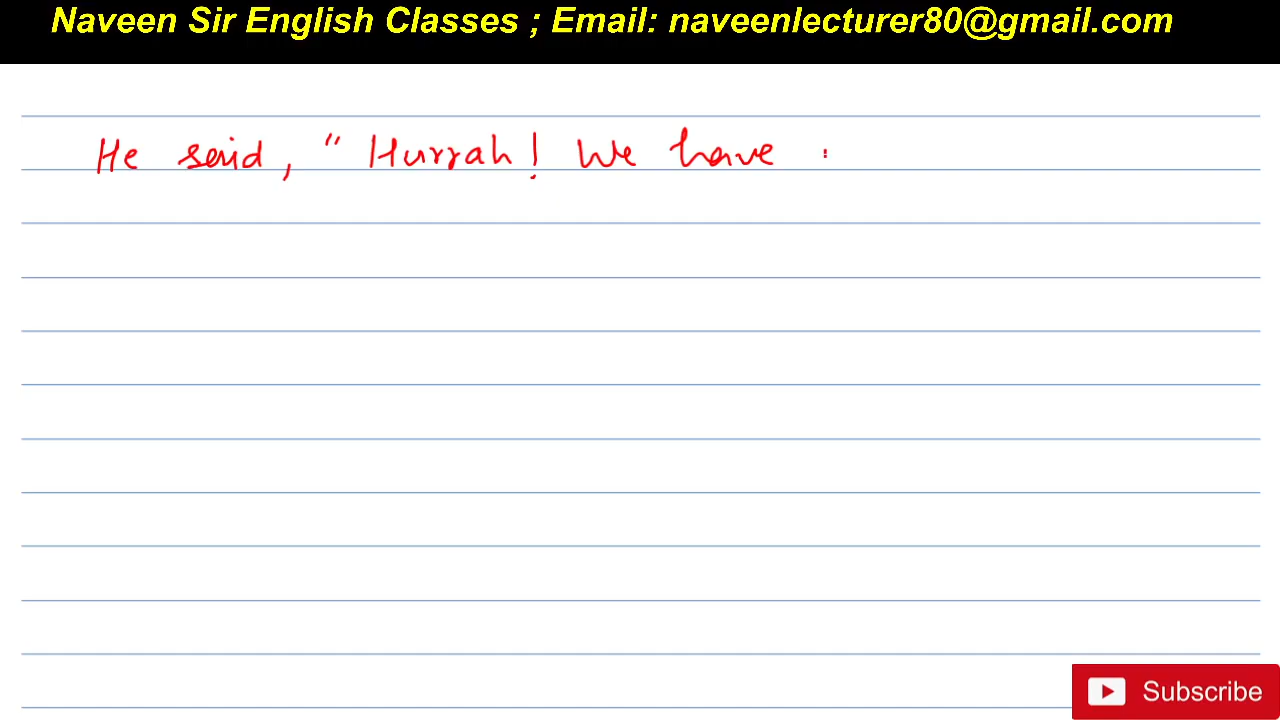 Naveen Sir English Classes ; Email: naveenlecturer80@gmail.com
He said, " Hurrah! We have
Subscribe